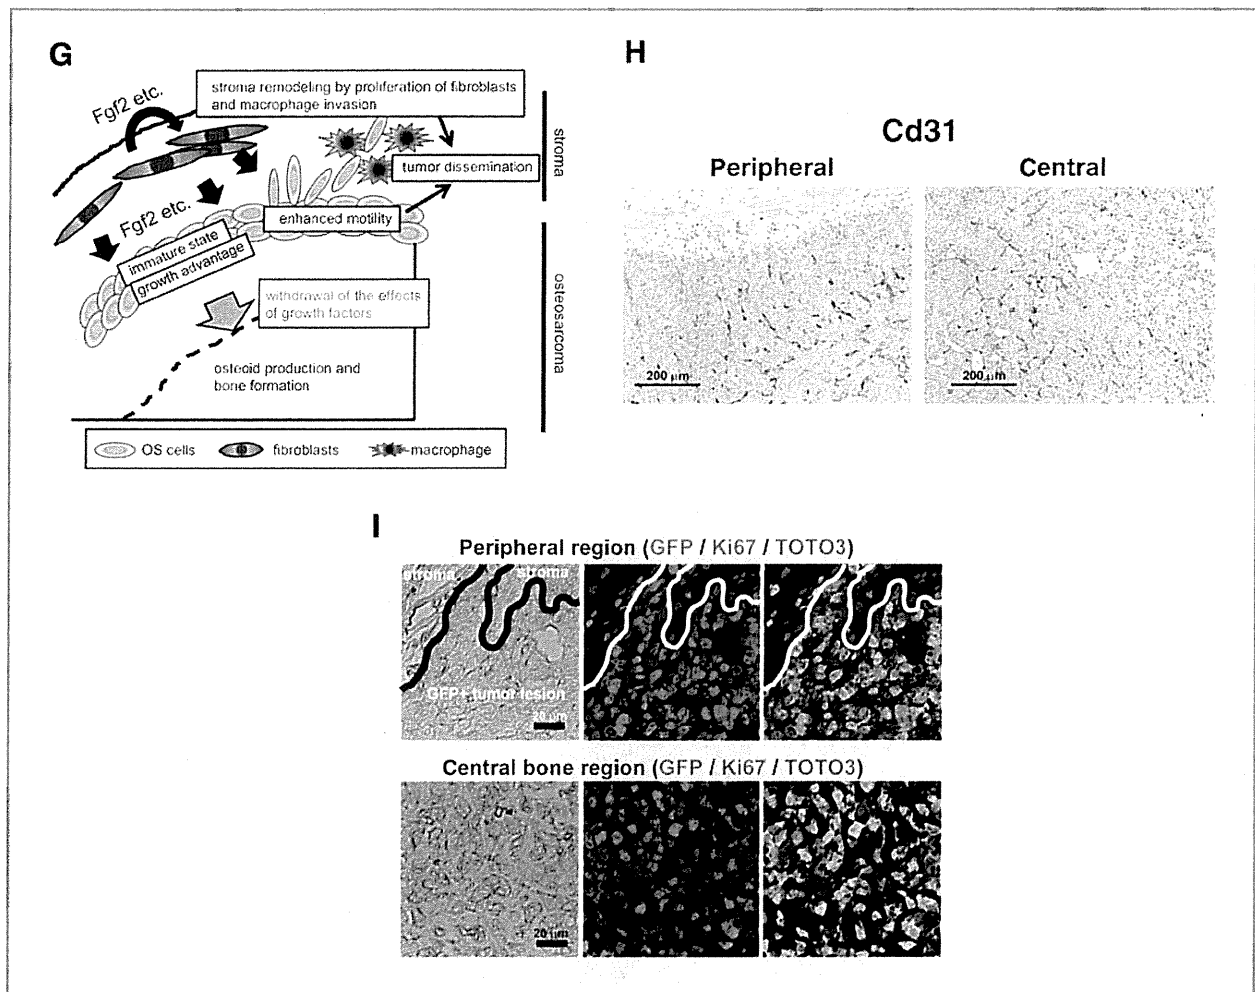 G
Fgf2 etc.
stroma remodeling by proliferation of fibroblasts
and macrophage invasion
stroma
tumor dissemination
enhanced motility
Fgf2 etc.
immature state
growth advantage
withdrawal of the effects
of growth factors
osteoid production and
bone formation
osteosarcoma
OS cells
fibroblasts
macrophage
H
Cd31
Peripheral
Central
200 µm
200 µm
I
Peripheral region (GFP / Ki67 / TOTO3)
stroma
stroma
GFP+ tumor lesion
20 µm
Central bone region (GFP / Ki67 / TOTO3)
20 µm